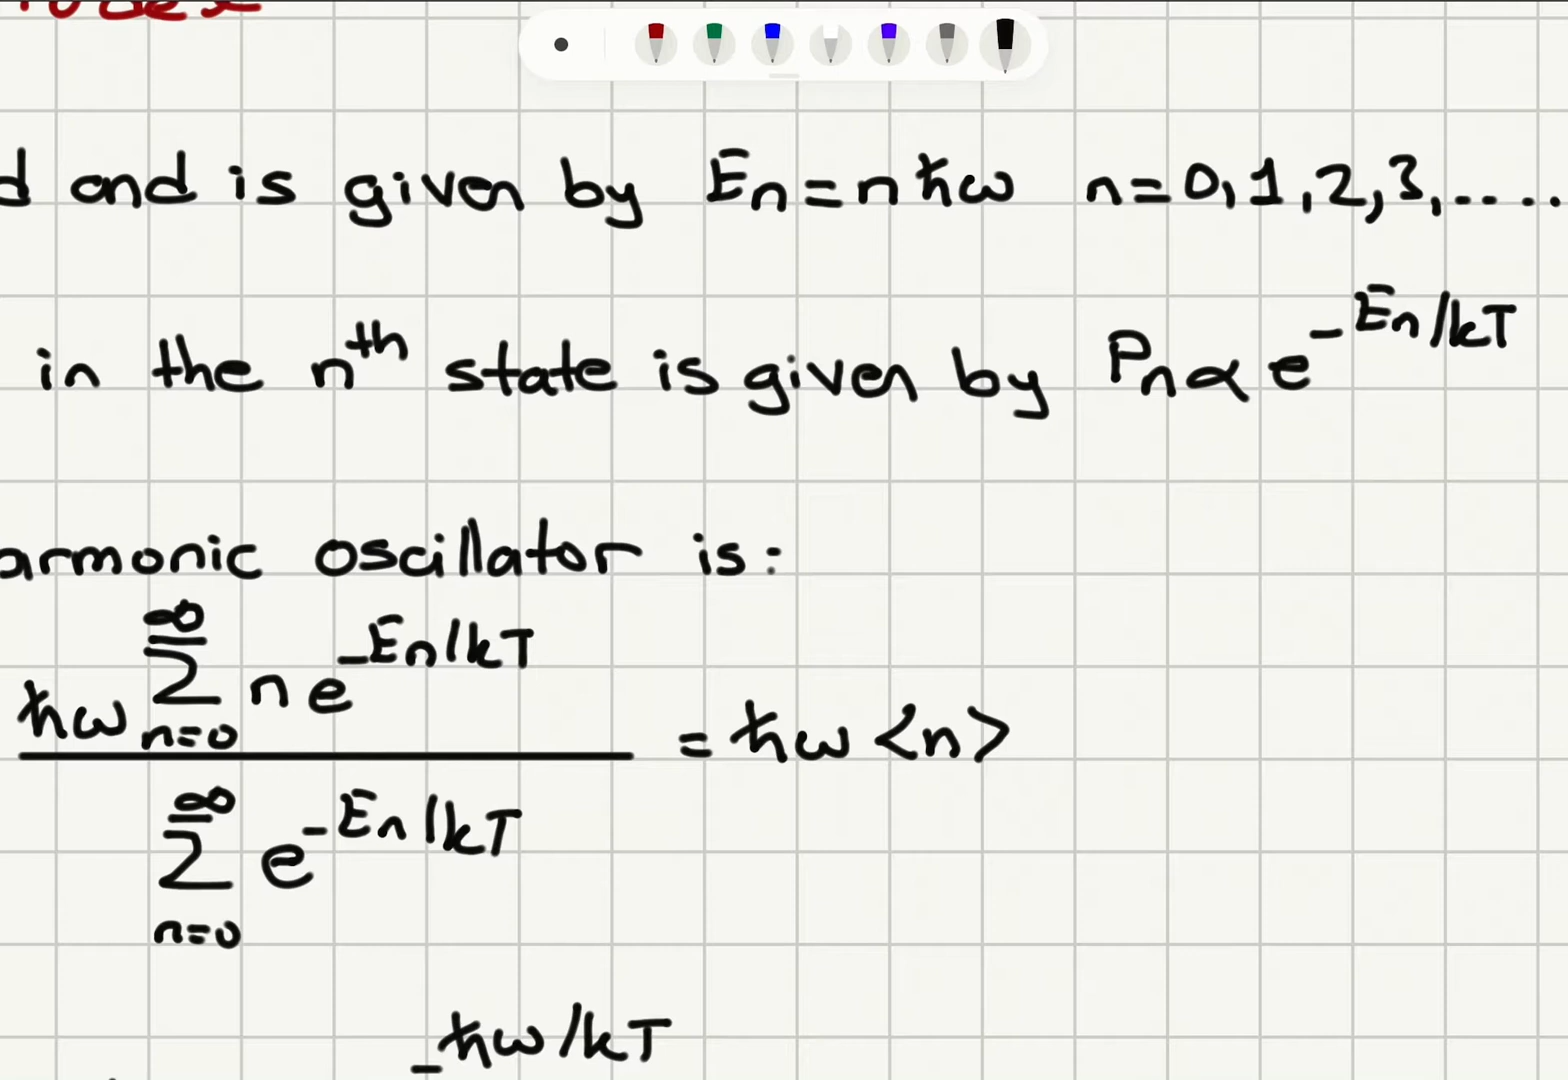 d and is given by Eₙ = nħω n=0,1,2,3,.....
in the nᵗʰ state is given by Pₙ ∝ e^(-Eₙ/kT)
armonic oscillator is:
ħω ∑_{n=0}^{∞} n e^(-Eₙ/kT)
= ħω <n>
∑_{n=0}^{∞} e^(-Eₙ/kT)
-ħω/kT